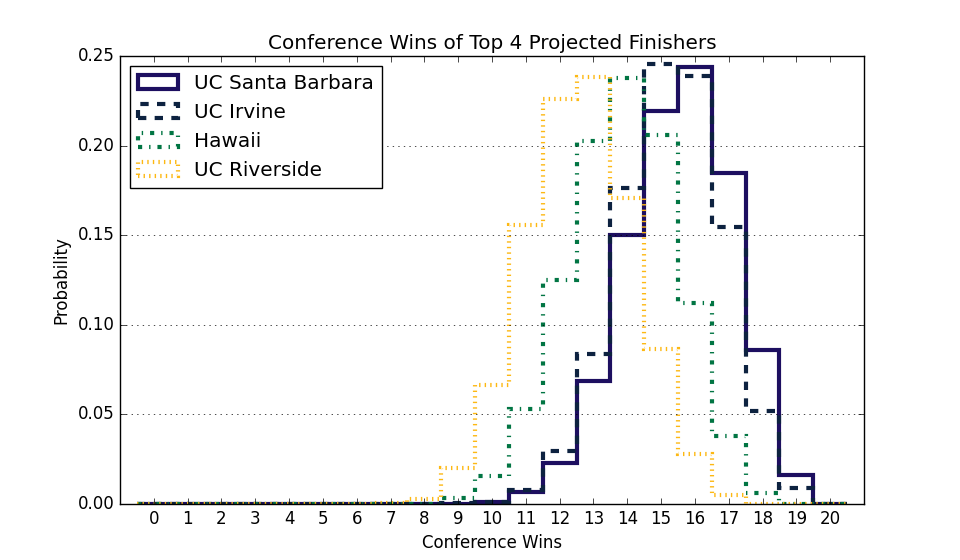 Conference Wins of Top 4 Projected Finishers
0.25
0.20
0.15
0.10
0.05
0.00
Probability
UC Santa Barbara
UC Irvine
Hawaii
UC Riverside
0 1 2 3 4 5 6 7 8 9 10 11 12 13 14 15 16 17 18 19 20
Conference Wins